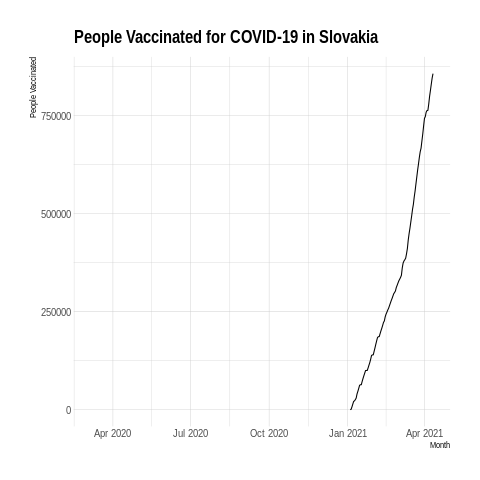 People Vaccinated for COVID-19 in Slovakia
People Vaccinated
750000
500000
250000
0
Apr 2020 Jul 2020 Oct 2020 Jan 2021 Apr 2021
Month